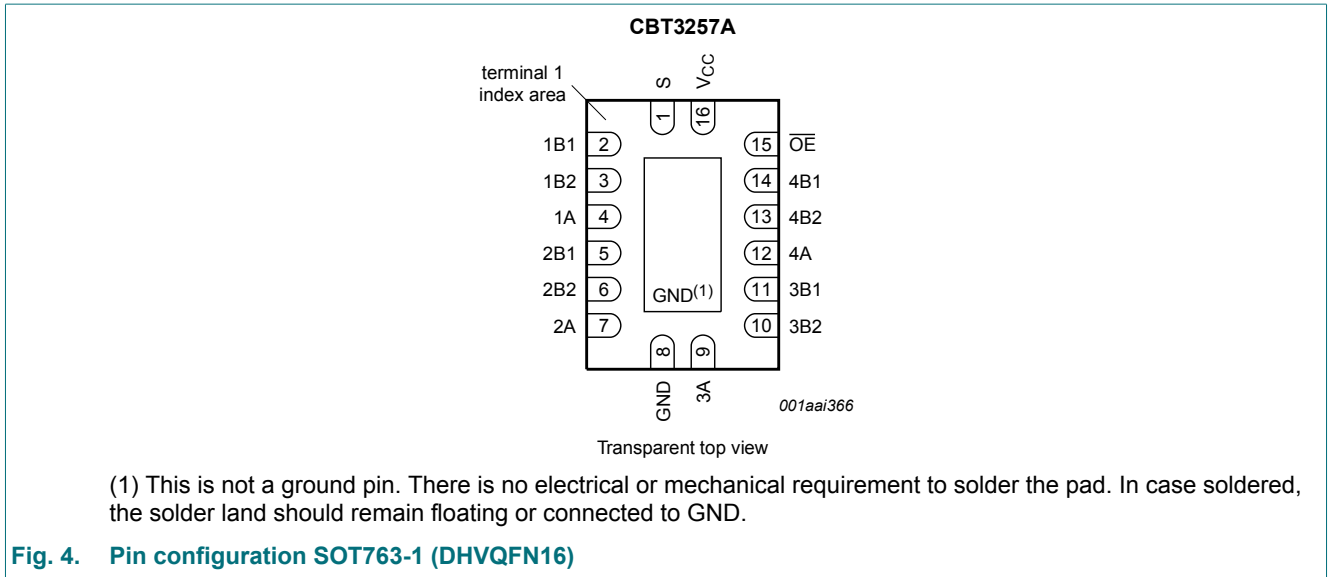 CBT3257A
terminal 1
index area
S
VCC
1
16
1B1 2
15 OE
1B2 3
14 4B1
1A 4
13 4B2
2B1 5
12 4A
2B2 6
GND(1)
11 3B1
2A 7
10 3B2
8
9
GND
3A
001aai366
Transparent top view
(1) This is not a ground pin. There is no electrical or mechanical requirement to solder the pad. In case soldered,
the solder land should remain floating or connected to GND.
Fig. 4. Pin configuration SOT763-1 (DHVQFN16)